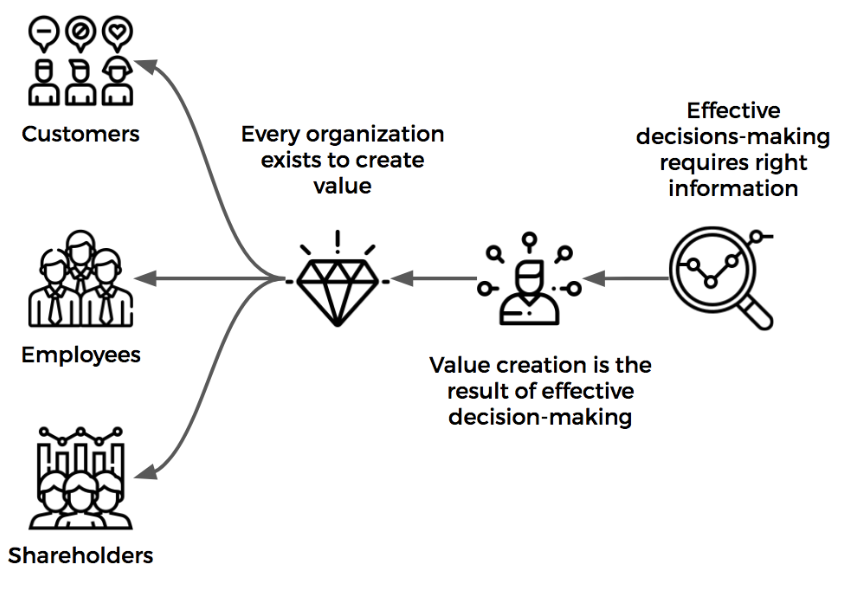 Customers
Every organization
exists to create
value
Effective
decisions-making
requires right
information
Employees
Value creation is the
result of effective
decision-making
Shareholders